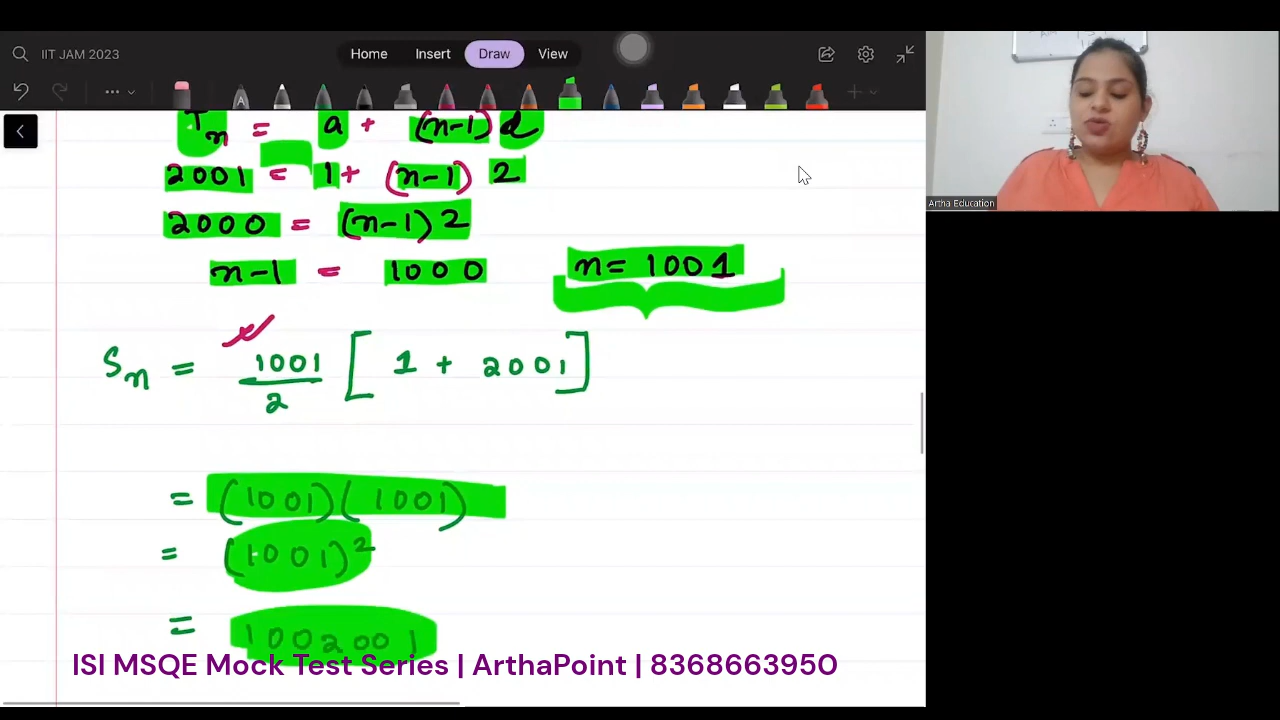 IIT JAM 2023
Home Insert Draw View
A
Tn = a + (n-1) d
2001 = 1 + (n-1) 2
2000 = (n-1) 2
n-1 = 1000 n = 1001
Sn = 1001/2 [ 1 + 2001 ]
= (1001)(1001)
= (1001)²
= 1002001
ISI MSQE Mock Test Series | ArthaPoint | 8368663950
Artha Education